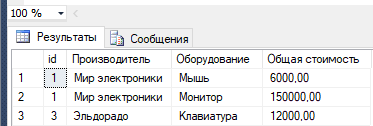 100 %
Результаты Сообщения
id Производитель Оборудование Общая стоимость
1 1 Мир электроники Мышь 6000,00
2 1 Мир электроники Монитор 150000,00
3 3 Эльдорадо Клавиатура 12000,00